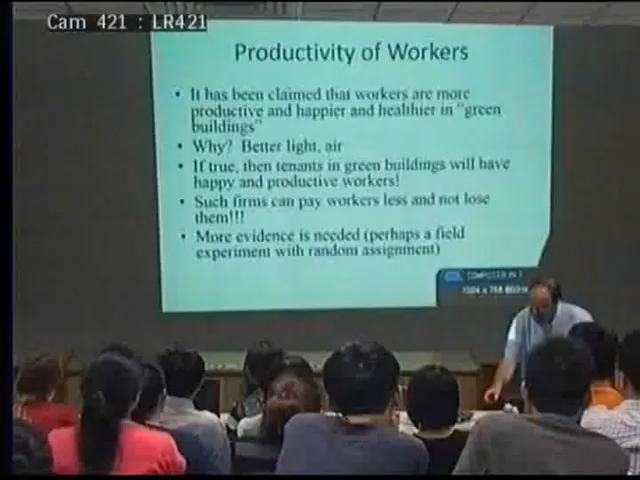 Cam 421 : LR421
Productivity of Workers
• It has been claimed that workers are more
productive and happier and healthier in "green
buildings"
• Why? Better light, air
• If true, then tenants in green buildings will have
happy and productive workers!
• Such firms can pay workers less and not lose
them!!!
• More evidence is needed (perhaps a field
experiment with random assignment)
COMPUTER IN 1